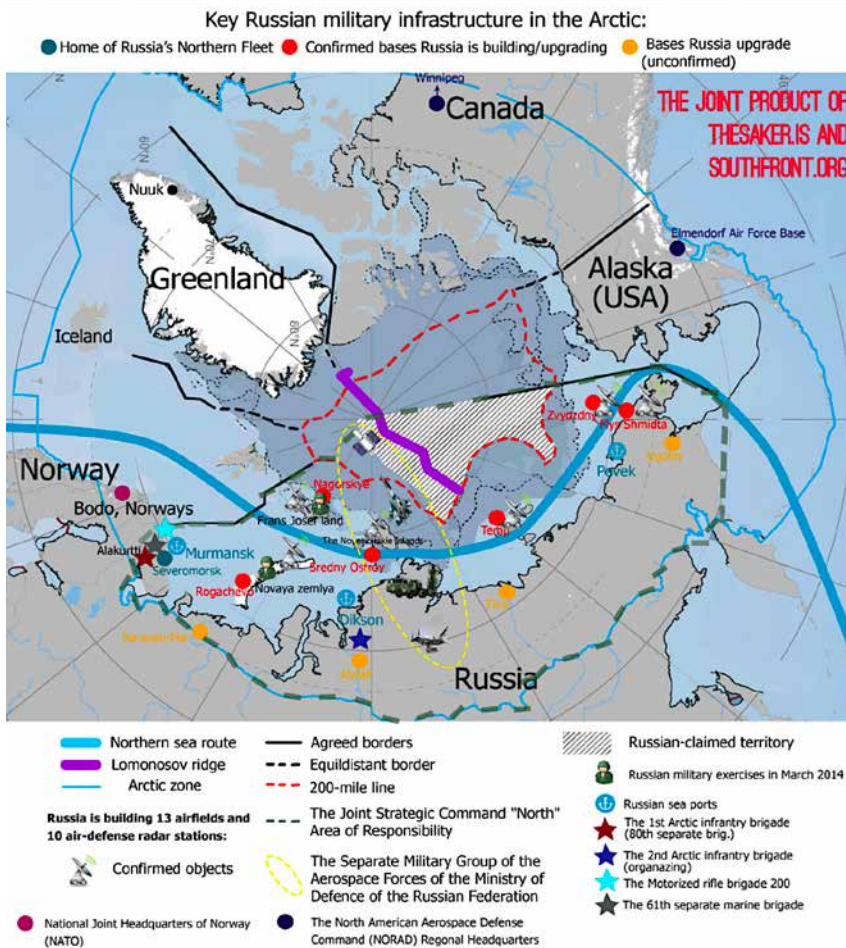 Key Russian military infrastructure in the Arctic:
Home of Russia's Northern Fleet
Confirmed bases Russia is building/upgrading
Bases Russia upgrade
(unconfirmed)
Winnipeg
Canada
THE JOINT PRODUCT OF
THESAKER.IS AND
SOUTHFRONT.ORG
60°N
Nuuk
70°N
Greenland
80°N
Elmendorf Air Force Base
Alaska
(USA)
Iceland
Zvyozdny
Mys Shmidta
Pevek
Norway
Bodo, Norways
Nagorskye
Frans Josef land
Temp
Alakurtti
Murmansk
Severomorsk
Sredny Ostrov
Rogachevo
Novaya zemlya
Dikson
Tiksi
Russia
Northern sea route
Lomonosov ridge
Arctic zone
Russia is building 13 airfields and
10 air-defense radar stations:
Confirmed objects
National Joint Headquarters of Norway
(NATO)
Agreed borders
Equildistant border
200-mile line
The Joint Strategic Command "North"
Area of Responsibility
The Separate Military Group of the
Aerospace Forces of the Ministry of
Defence of the Russian Federation
The North American Aerospace Defense
Command (NORAD) Regonal Headquarters
Russian-claimed territory
Russian military exercises in March 2014
Russian sea ports
The 1st Arctic infrantry brigade
(80th separate brig.)
The 2nd Arctic infantry brigade
(organazing)
The Motorized rifle brigade 200
The 61th separate marine brigade